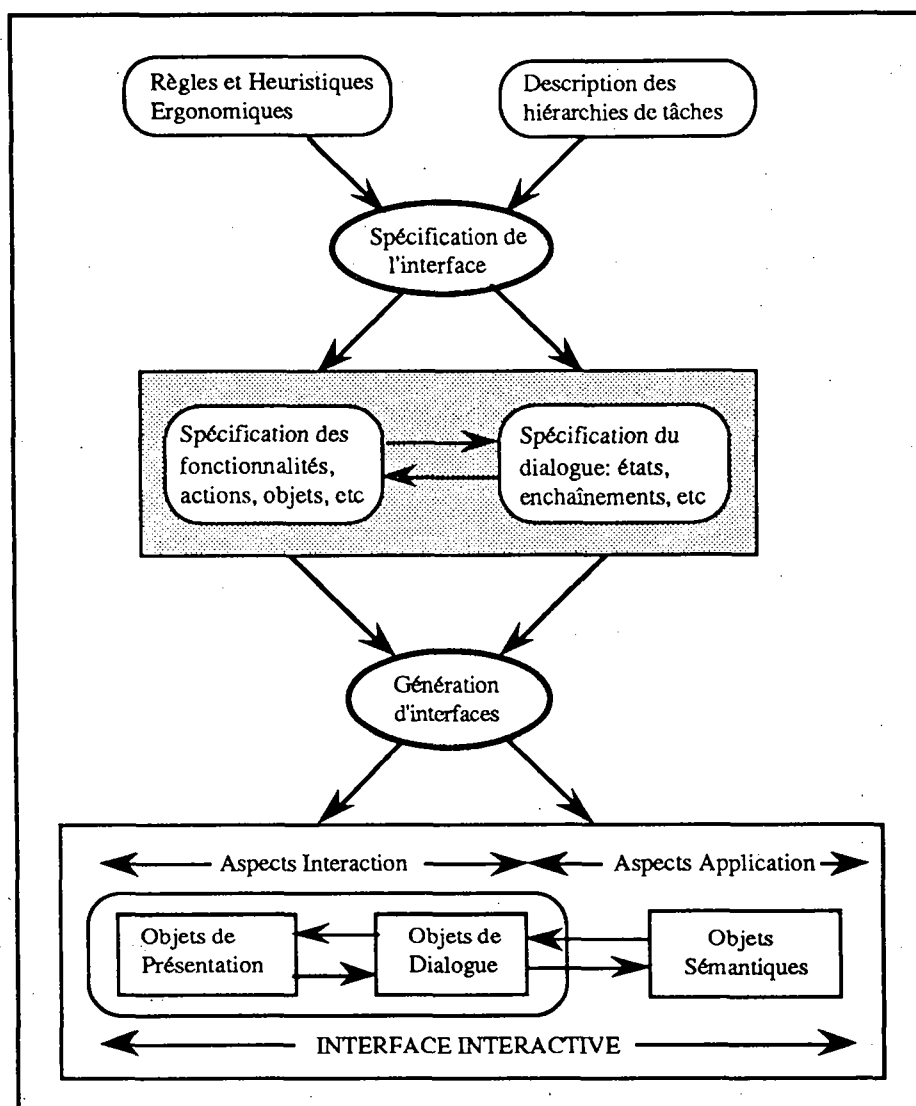 Règles et Heuristiques
Ergonomiques
Description des
hiérarchies de tâches
Spécification de
l'interface
Spécification des
fonctionnalités,
actions, objets, etc
Spécification du
dialogue: états,
enchaînements, etc
Génération
d'interfaces
Aspects Interaction
Aspects Application
Objets de
Présentation
Objets de
Dialogue
Objets
Sémantiques
INTERFACE INTERACTIVE